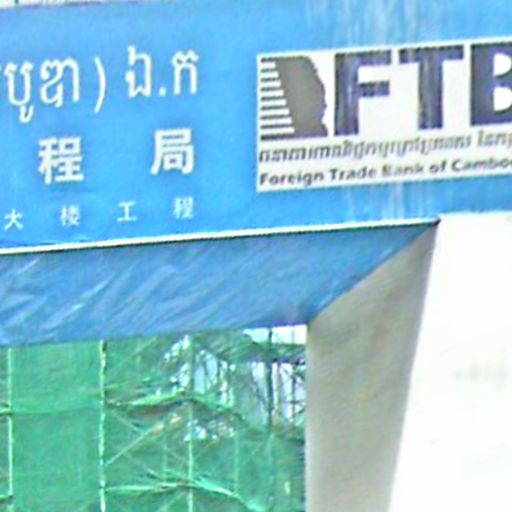 បូឌា) ឯ.ក
程 局
大 楼 工 程
FTB
Foreign Trade Bank of Cambo